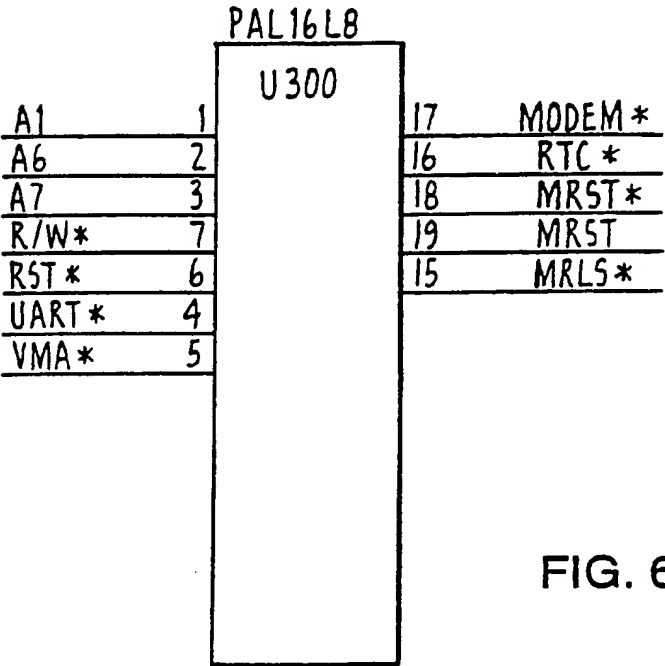 PAL16L8
U300
A1 1 17 MODEM*
A6 2 16 RTC*
A7 3 18 MRST*
R/W* 7 19 MRST
RST* 6 15 MRLS*
UART* 4
VMA* 5
FIG. 6